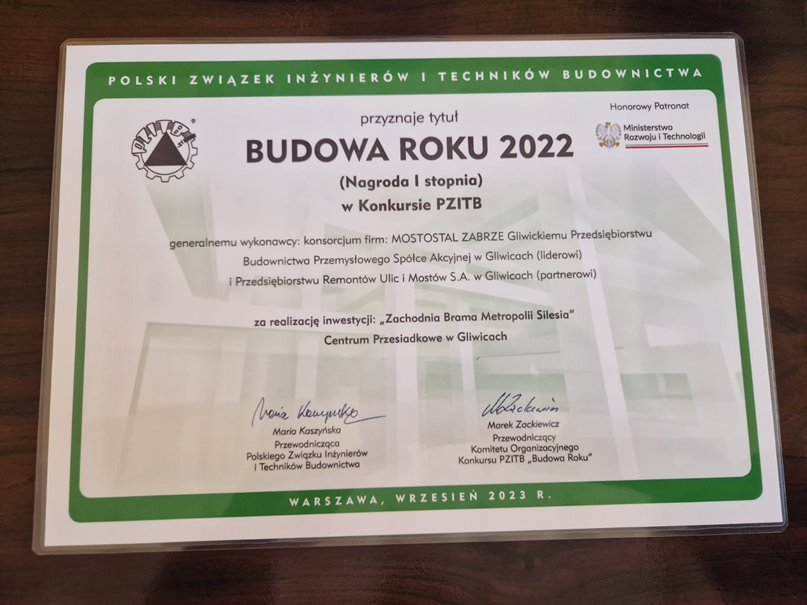 POLSKI ZWIĄZEK INŻYNIERÓW I TECHNIKÓW BUDOWNICTWA
PZITB
®
Honorowy Patronat
Ministerstwo
Rozwoju i Technologii
przyznaje tytuł
BUDOWA ROKU 2022
(Nagroda I stopnia)
w Konkursie PZITB
generalnemu wykonawcy: konsorcjum firm: MOSTOSTAL ZABRZE Gliwickiemu Przedsiębiorstwu
Budownictwa Przemysłowego Spółce Akcyjnej w Gliwicach (liderowi)
i Przedsiębiorstwu Remontów Ulic i Mostów S.A. w Gliwicach (partnerowi)
za realizację inwestycji: „Zachodnia Brama Metropolii Silesia”
Centrum Przesiadkowe w Gliwicach
Maria Kaszyńska
Maria Kaszyńska
Przewodnicząca
Polskiego Związku Inżynierów
i Techników Budownictwa
Marek Zackiewicz
Przewodniczący
Komitetu Organizacyjnego
Konkursu PZITB „Budowa Roku”
WARSZAWA, WRZESIEŃ 2023 R.